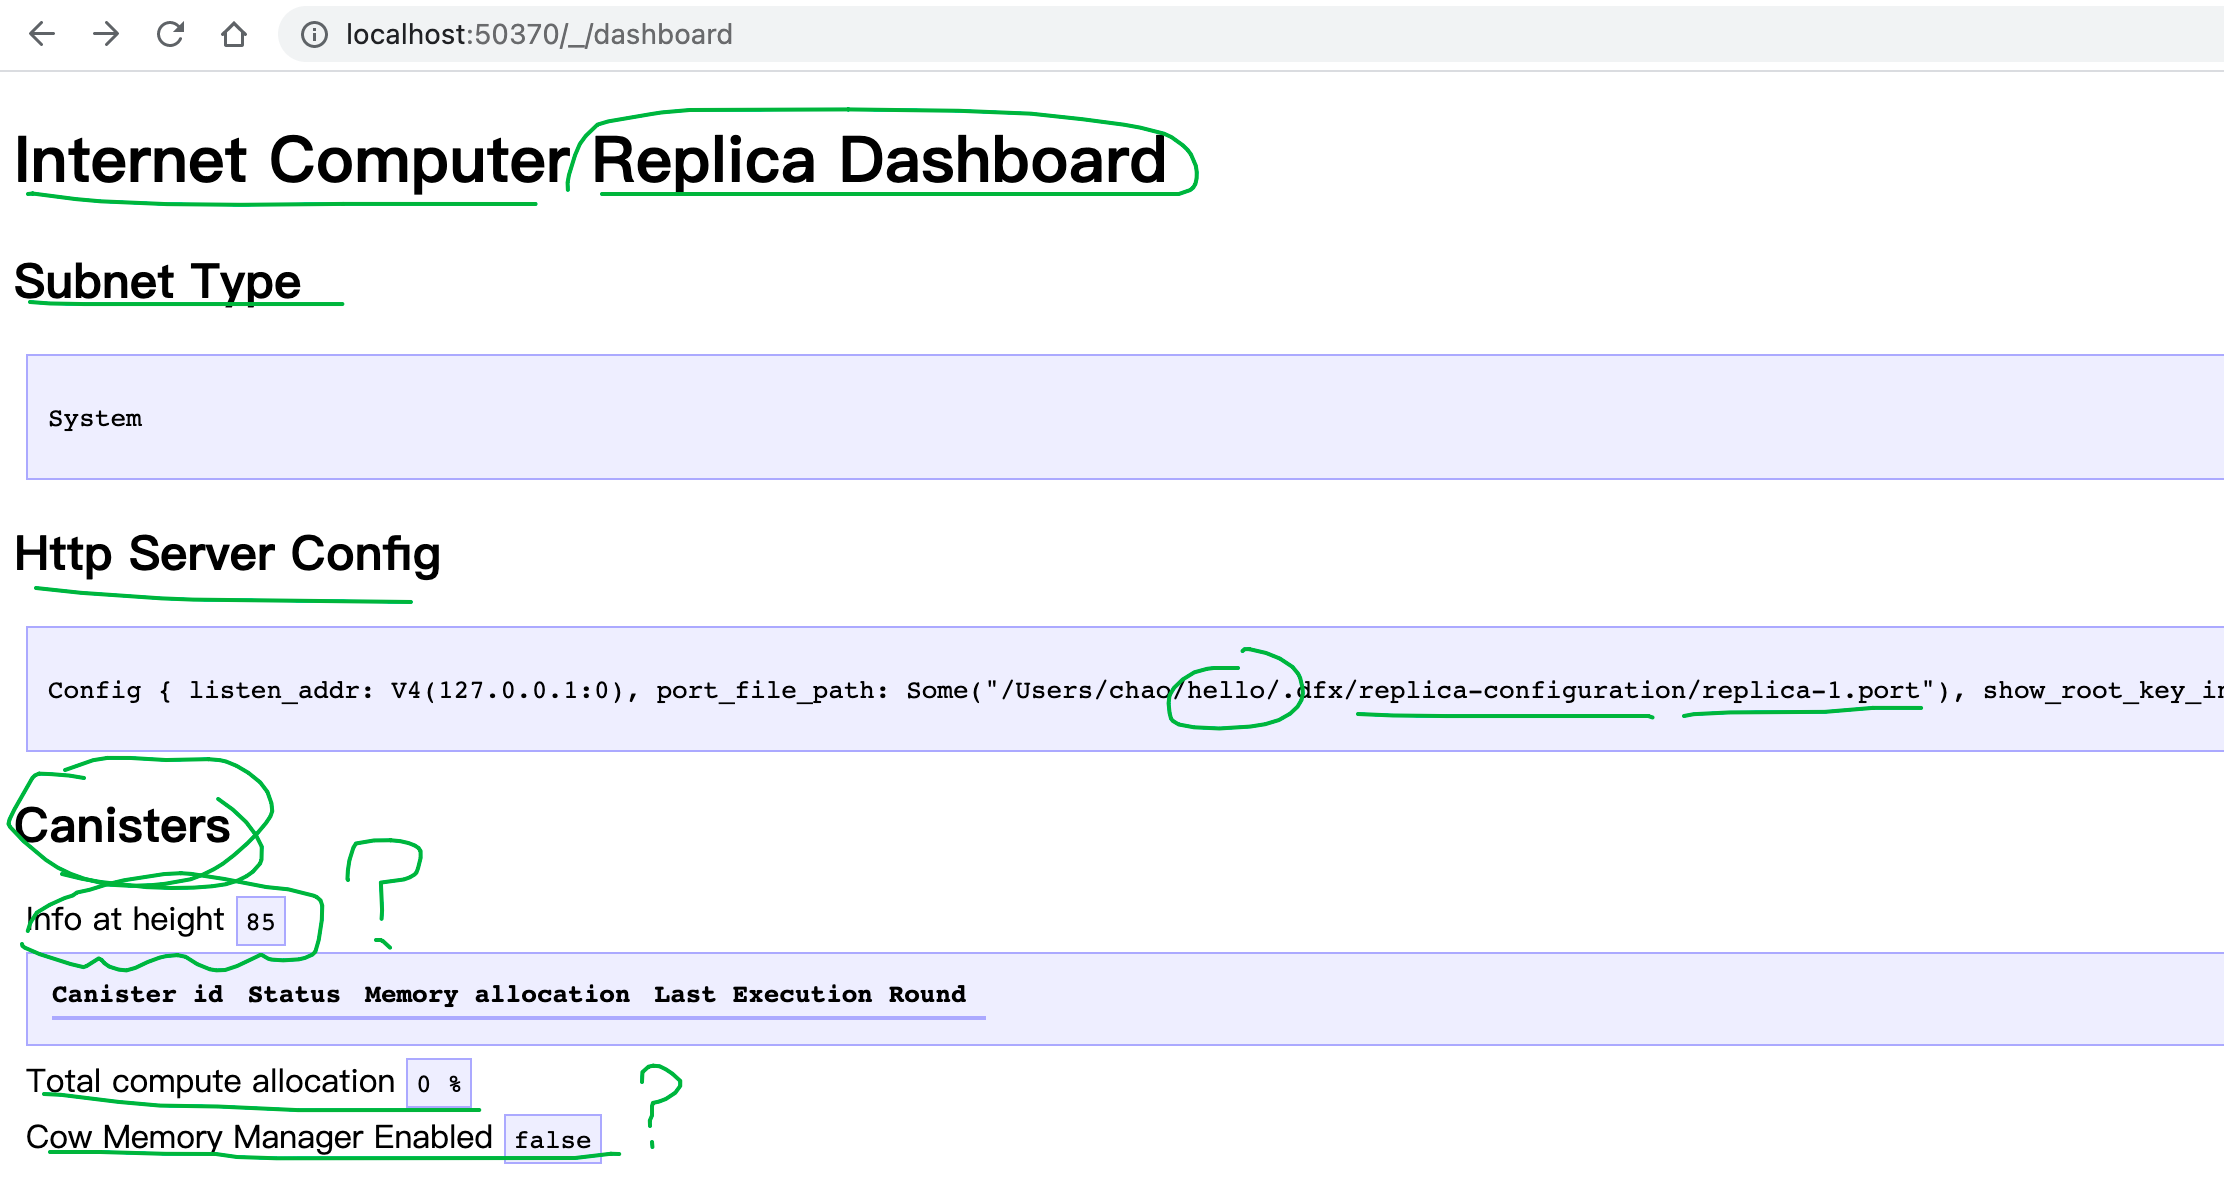 localhost:50370/_/dashboard
Internet Computer Replica Dashboard
Subnet Type
System
Http Server Config
Config { listen_addr: V4(127.0.0.1:0), port_file_path: Some("/Users/chao/hello/.dfx/replica-configuration/replica-1.port"), show_root_key_in
Canisters
?
Info at height 85
Canister id Status Memory allocation Last Execution Round
Total compute allocation 0 %
?
Cow Memory Manager Enabled false